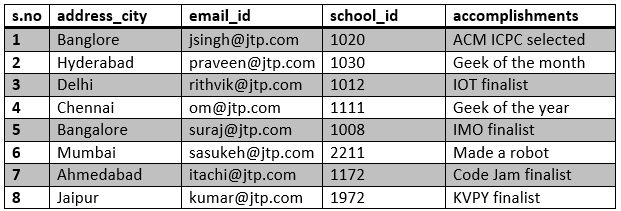 s.no address_city email_id school_id accomplishments
1 Banglore jsingh@jtp.com 1020 ACM ICPC selected
2 Hyderabad praveen@jtp.com 1030 Geek of the month
3 Delhi rithvik@jtp.com 1012 IOT finalist
4 Chennai om@jtp.com 1111 Geek of the year
5 Bangalore suraj@jtp.com 1008 IMO finalist
6 Mumbai sasukeh@jtp.com 2211 Made a robot
7 Ahmedabad itachi@jtp.com 1172 Code Jam finalist
8 Jaipur kumar@jtp.com 1972 KVPY finalist